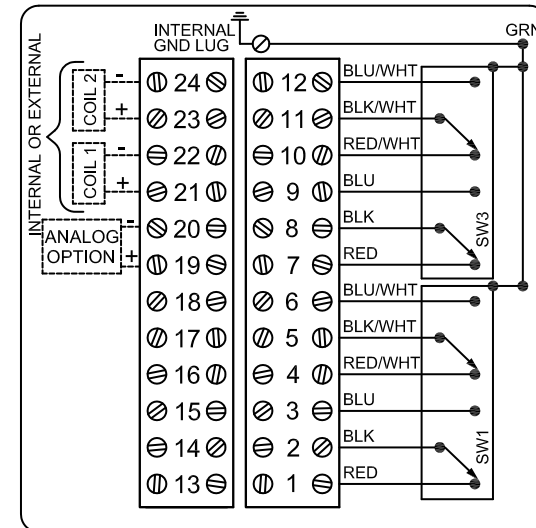 INTERNAL
GND LUG
GRN
INTERNAL OR EXTERNAL
COIL 2
-
+
COIL 1
-
+
ANALOG
OPTION
-
+
24
23
22
21
20
19
18
17
16
15
14
13
12
11
10
9
8
7
6
5
4
3
2
1
BLU/WHT
BLK/WHT
RED/WHT
BLU
BLK
RED
BLU/WHT
BLK/WHT
RED/WHT
BLU
BLK
RED
SW3
SW1